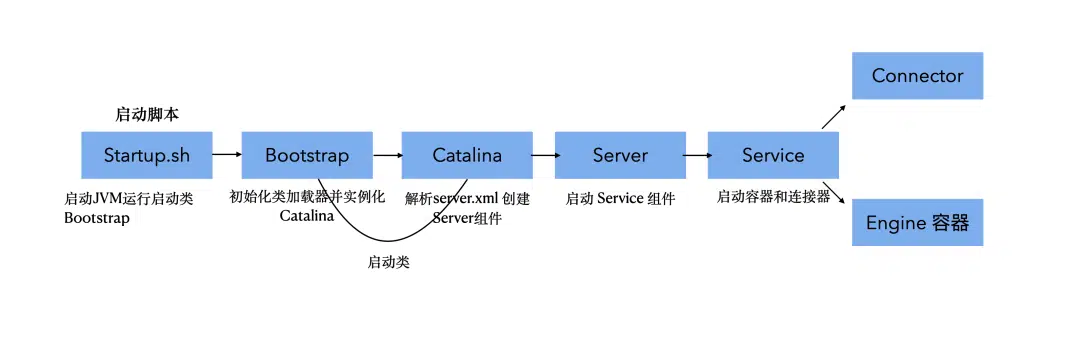 启动脚本
Startup.sh
启动JVM运行启动类
Bootstrap
Bootstrap
初始化类加载器并实例化
Catalina
Catalina
解析server.xml 创建
Server组件
启动类
Server
启动 Service 组件
Service
启动容器和连接器
Connector
Engine 容器